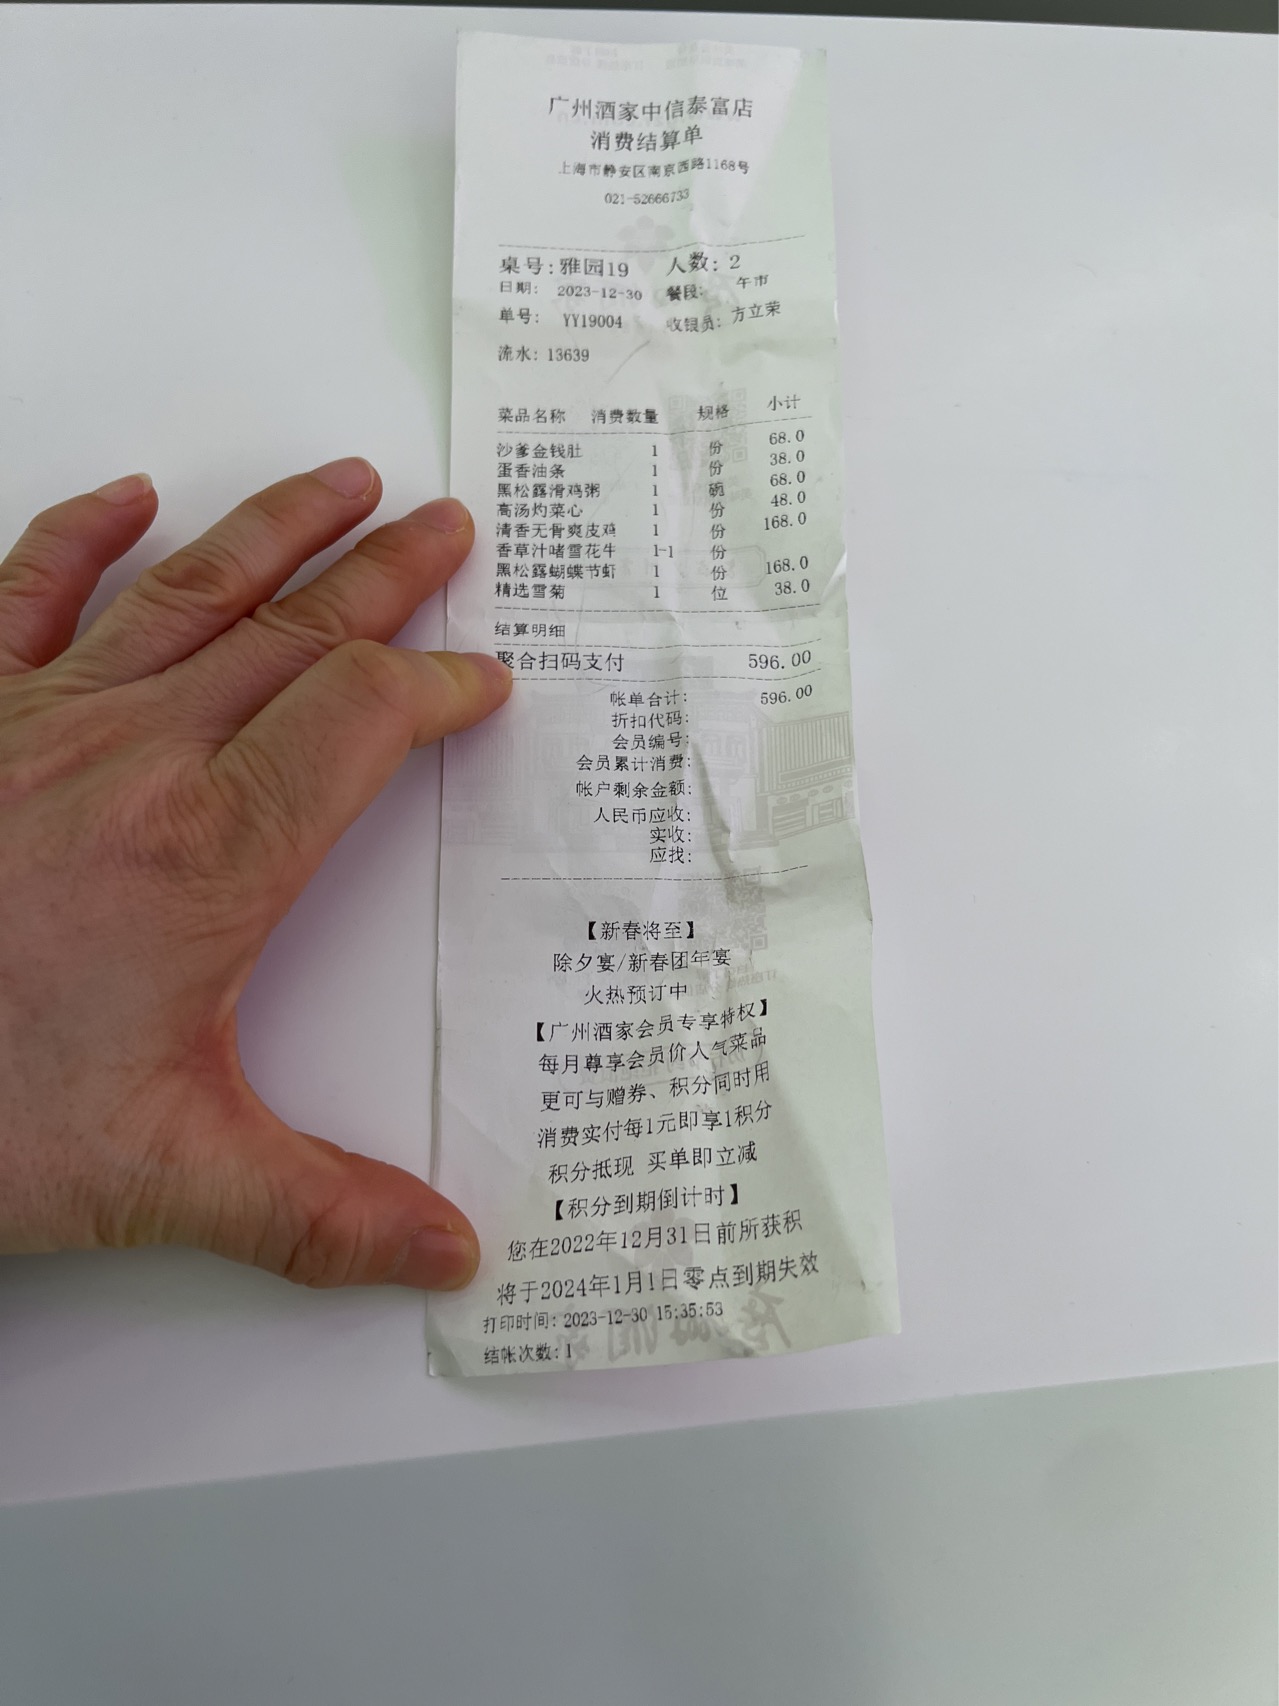 广州酒家中信泰富店
消费结算单
上海市静安区南京西路1168号
021-52666733
桌号:雅园19 人数: 2
日期: 2023-12-30 餐段: 午市
单号: YY19004 收银员: 方立荣
流水: 13639
菜品名称 消费数量 规格 小计
沙爹金钱肚 1 份 68.0
蛋香油条 1 份 38.0
黑松露滑鸡粥 1 碗 68.0
高汤灼菜心 1 份 48.0
清香无骨爽皮鸡 1 份 168.0
香草汁啫雪花牛 1-1 份
黑松露蝴蝶节虾 1 份 168.0
精选雪菊 1 位 38.0
结算明细
聚合扫码支付 596.00
帐单合计: 596.00
折扣代码:
会员编号:
会员累计消费:
帐户剩余金额:
人民币应收:
实收:
应找:
【新春将至】
除夕宴/新春团年宴
火热预订中
【广州酒家会员专享特权】
每月尊享会员价人气菜品
更可与赠券、积分同时用
消费实付每1元即享1积分
积分抵现 买单即立减
【积分到期倒计时】
您在2022年12月31日前所获积
将于2024年1月1日零点到期失效
打印时间: 2023-12-30 15:35:53
结帐次数: 1